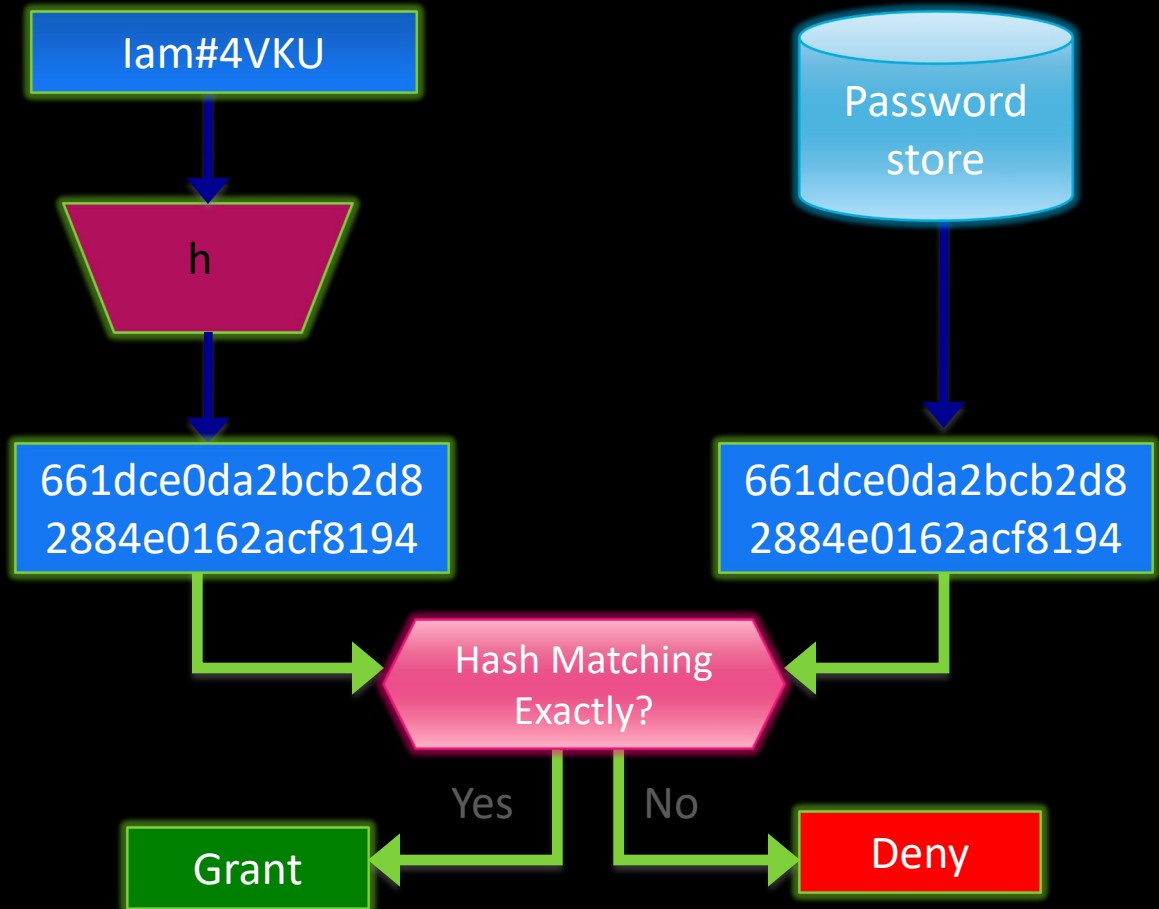 Iam#4VKU
Password
store
h
661dce0da2bcb2d8
2884e0162acf8194
661dce0da2bcb2d8
2884e0162acf8194
Hash Matching
Exactly?
Yes
No
Grant
Deny